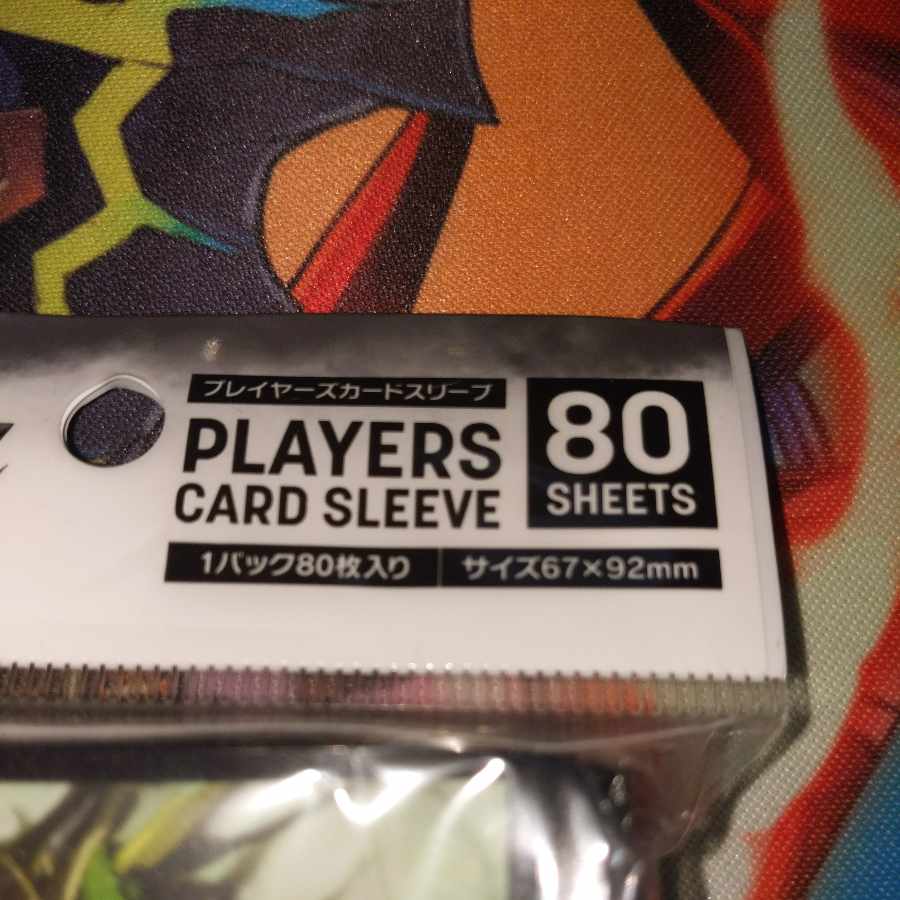 プレイヤーズカードスリーブ
PLAYERS
CARD SLEEVE
80
SHEETS
1パック80枚入り
サイズ67×92mm